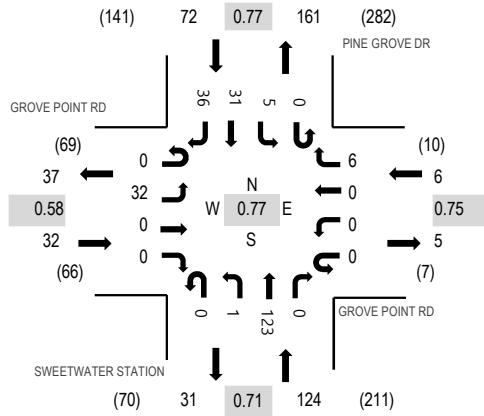 (141) 72 0.77 161 (282)
PINE GROVE DR
36 31 5 0
GROVE POINT RD
(69) 0 6 (10)
37 32 N 0 6
0.58 W 0.77 E 0.75
32 0 S 0 5
(66) 0 0 (7)
0 1 123 0
GROVE POINT RD
SWEETWATER STATION
(70) 31 0.71 124 (211)